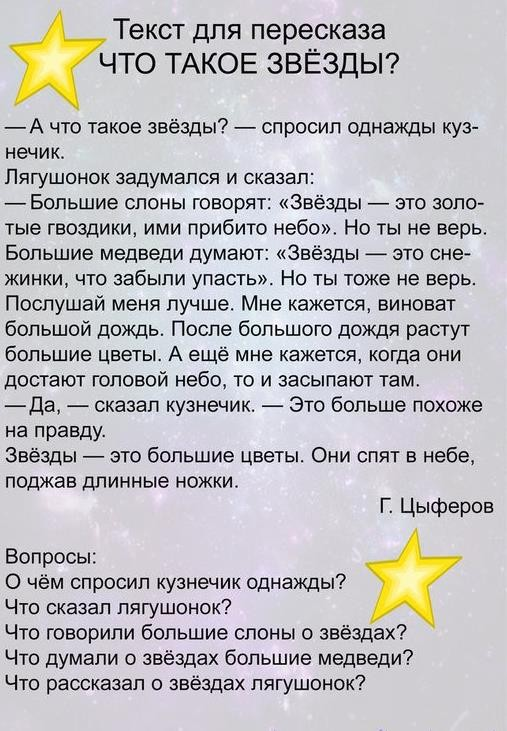 Текст для пересказа
ЧТО ТАКОЕ ЗВЁЗДЫ?
— А что такое звёзды? — спросил однажды куз-
нечик.
Лягушонок задумался и сказал:
— Большие слоны говорят: «Звёзды — это золо-
тые гвоздики, ими прибито небо». Но ты не верь.
Большие медведи думают: «Звёзды — это сне-
жинки, что забыли упасть». Но ты тоже не верь.
Послушай меня лучше. Мне кажется, виноват
большой дождь. После большого дождя растут
большие цветы. А ещё мне кажется, когда они
достают головой небо, то и засыпают там.
— Да, — сказал кузнечик. — Это больше похоже
на правду.
Звёзды — это большие цветы. Они спят в небе,
поджав длинные ножки.
Г. Цыферов
Вопросы:
О чём спросил кузнечик однажды?
Что сказал лягушонок?
Что говорили большие слоны о звёздах?
Что думали о звёздах большие медведи?
Что рассказал о звёздах лягушонок?